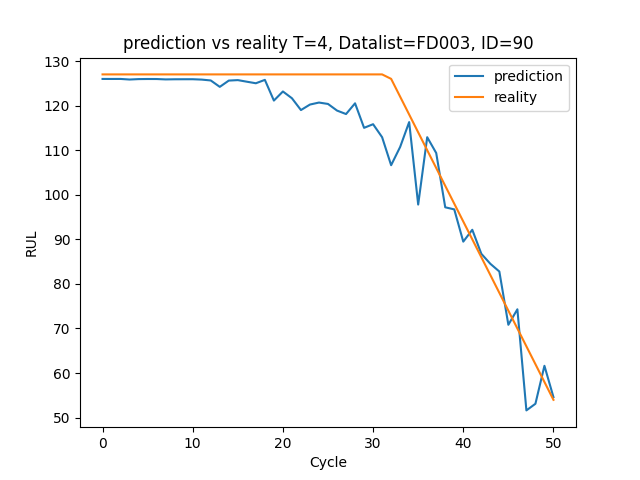 prediction vs reality T=4, Datalist=FD003, ID=90
130
120
110
100
90
80
70
60
50
RUL
prediction
reality
0 10 20 30 40 50
Cycle